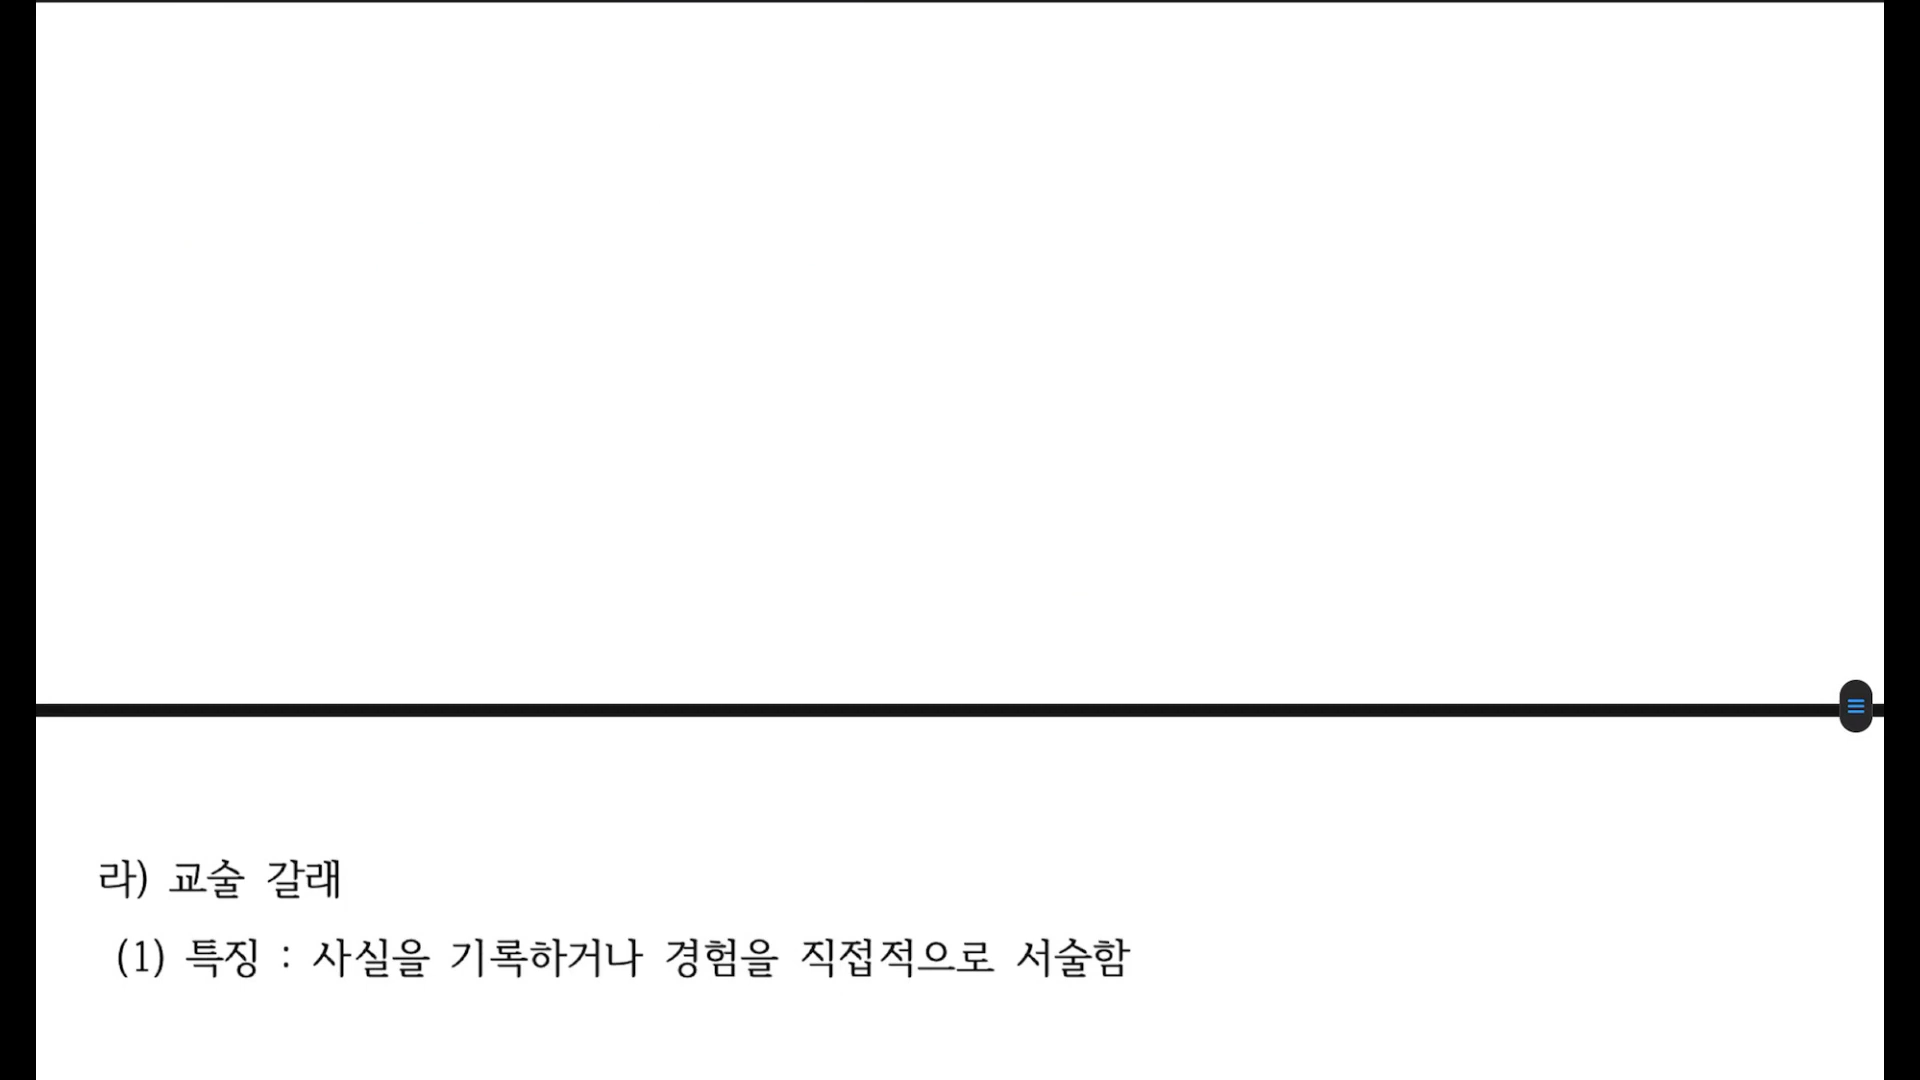 라) 교술 갈래
(1) 특징 : 사실을 기록하거나 경험을 직접적으로 서술함